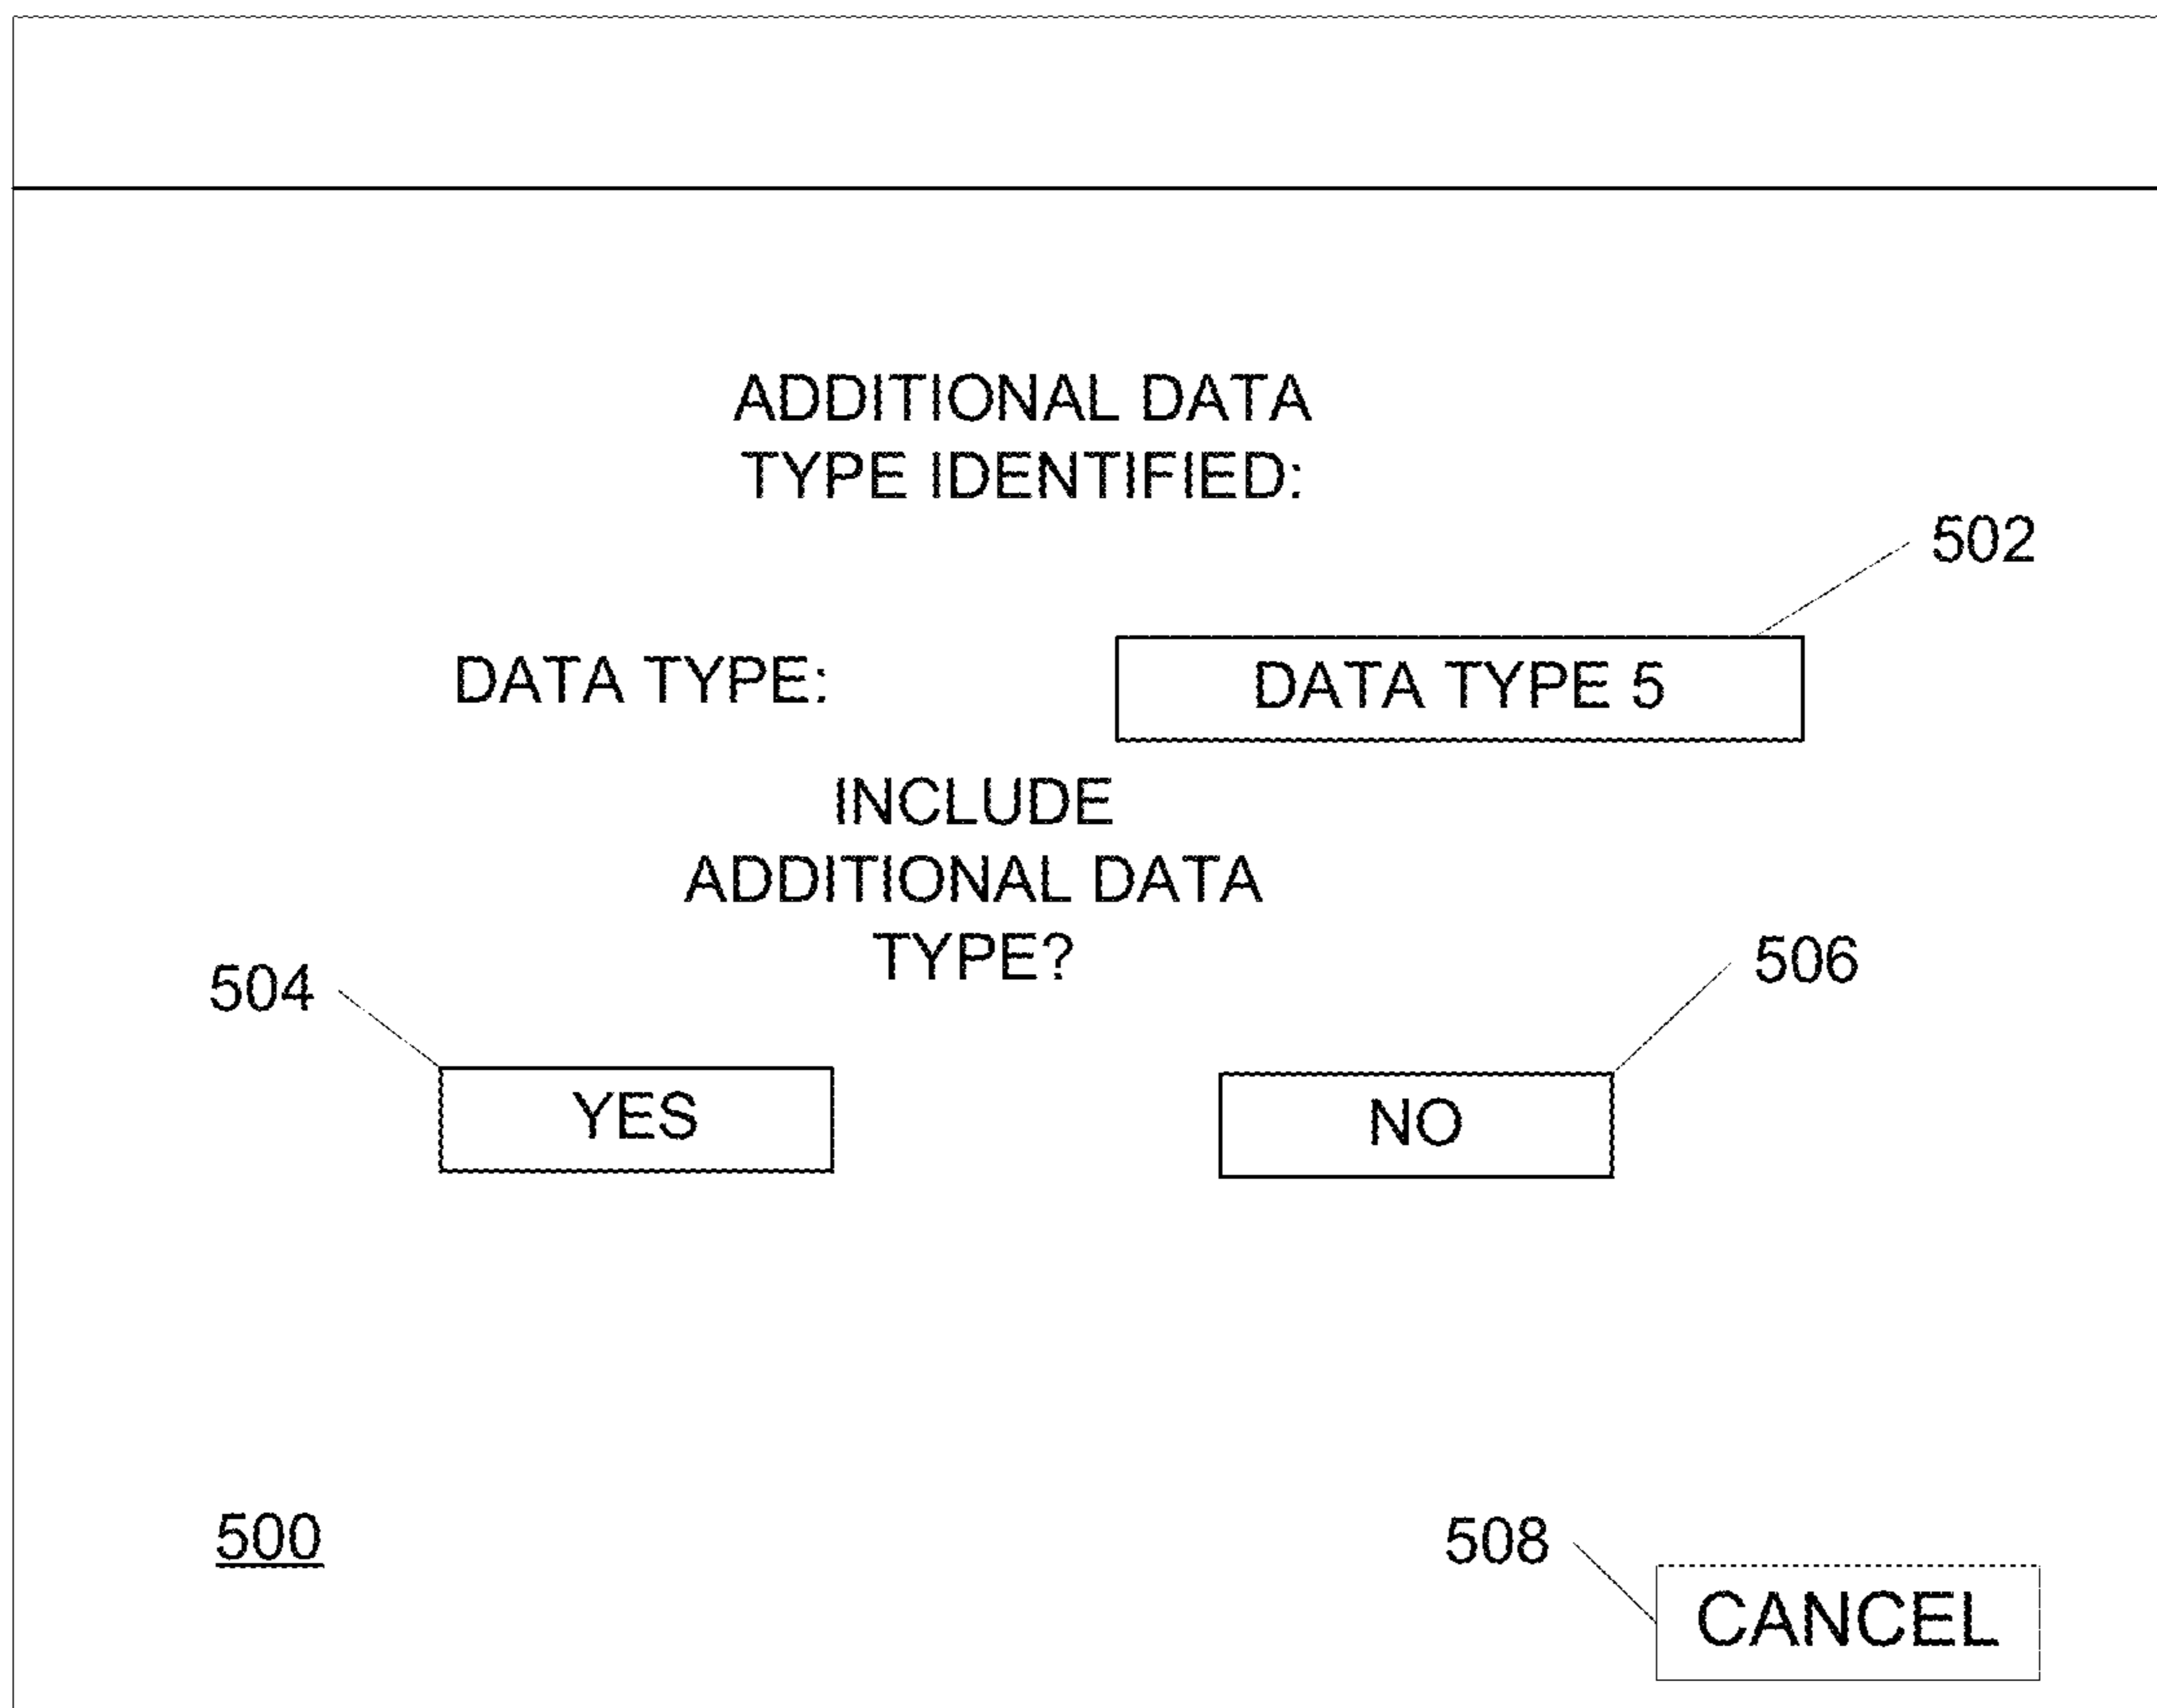 ADDITIONAL DATA
TYPE IDENTIFIED:
502
DATA TYPE:
DATA TYPE 5
INCLUDE
ADDITIONAL DATA
TYPE?
504
506
YES
NO
500
508
CANCEL